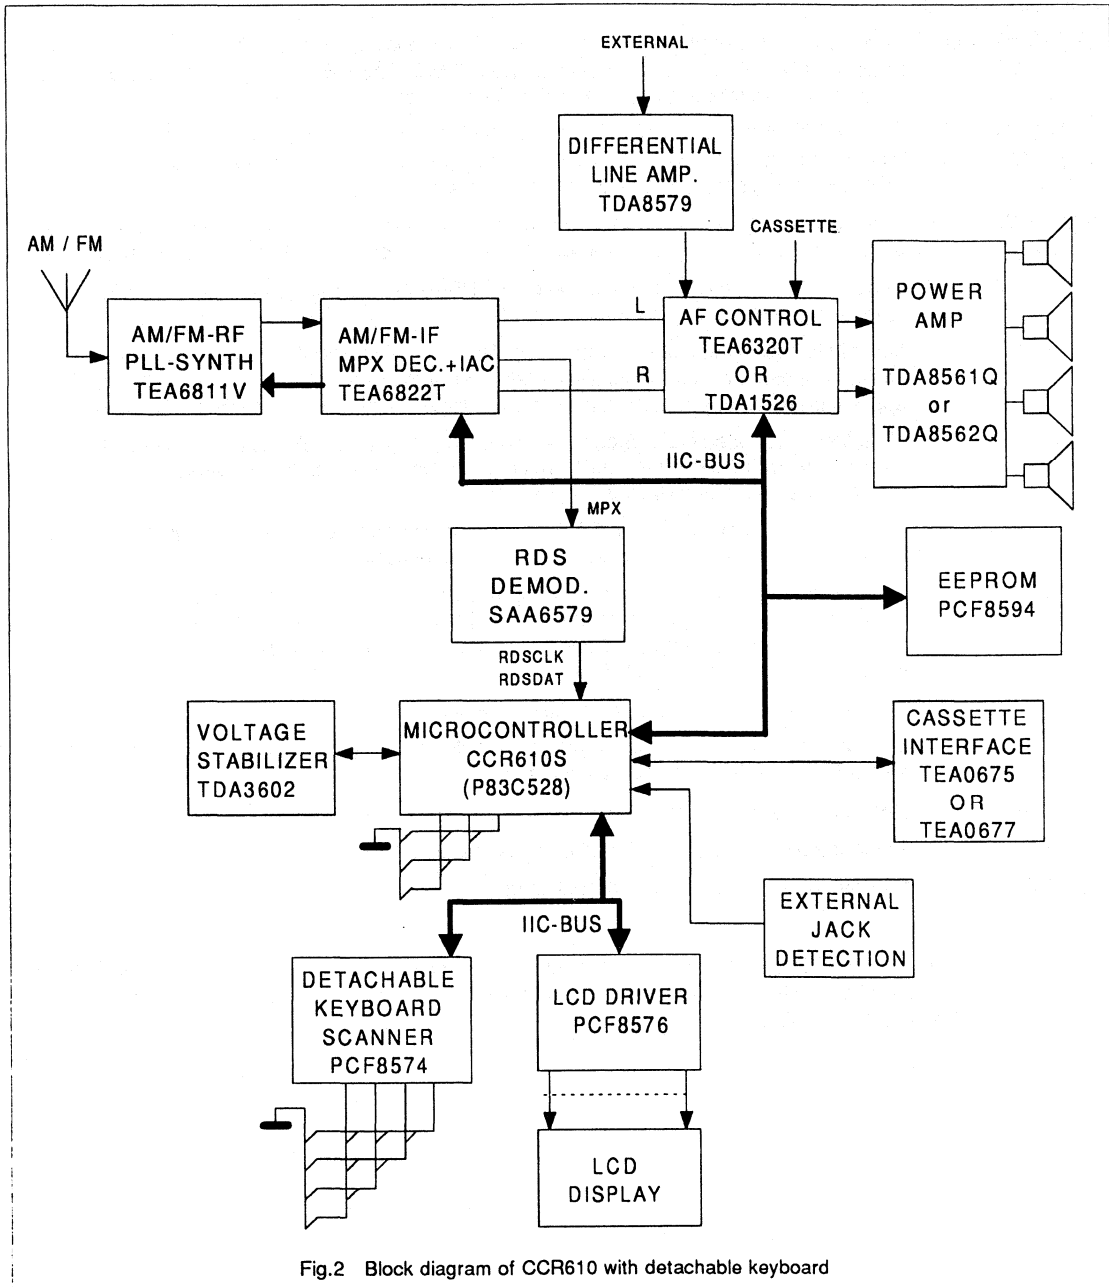 EXTERNAL
DIFFERENTIAL
LINE AMP.
TDA8579
CASSETTE
AM / FM
AM/FM-RF
PLL-SYNTH
TEA6811V
AM/FM-IF
MPX DEC.+IAC
TEA6822T
L
R
AF CONTROL
TEA6320T
OR
TDA1526
POWER
AMP
TDA8561Q
or
TDA8562Q
IIC-BUS
MPX
RDS
DEMOD.
SAA6579
EEPROM
PCF8594
RDSCLK
RDSDAT
VOLTAGE
STABILIZER
TDA3602
MICROCONTROLLER
CCR610S
(P83C528)
CASSETTE
INTERFACE
TEA0675
OR
TEA0677
EXTERNAL
JACK
DETECTION
IIC-BUS
DETACHABLE
KEYBOARD
SCANNER
PCF8574
LCD DRIVER
PCF8576
LCD
DISPLAY
Fig.2 Block diagram of CCR610 with detachable keyboard